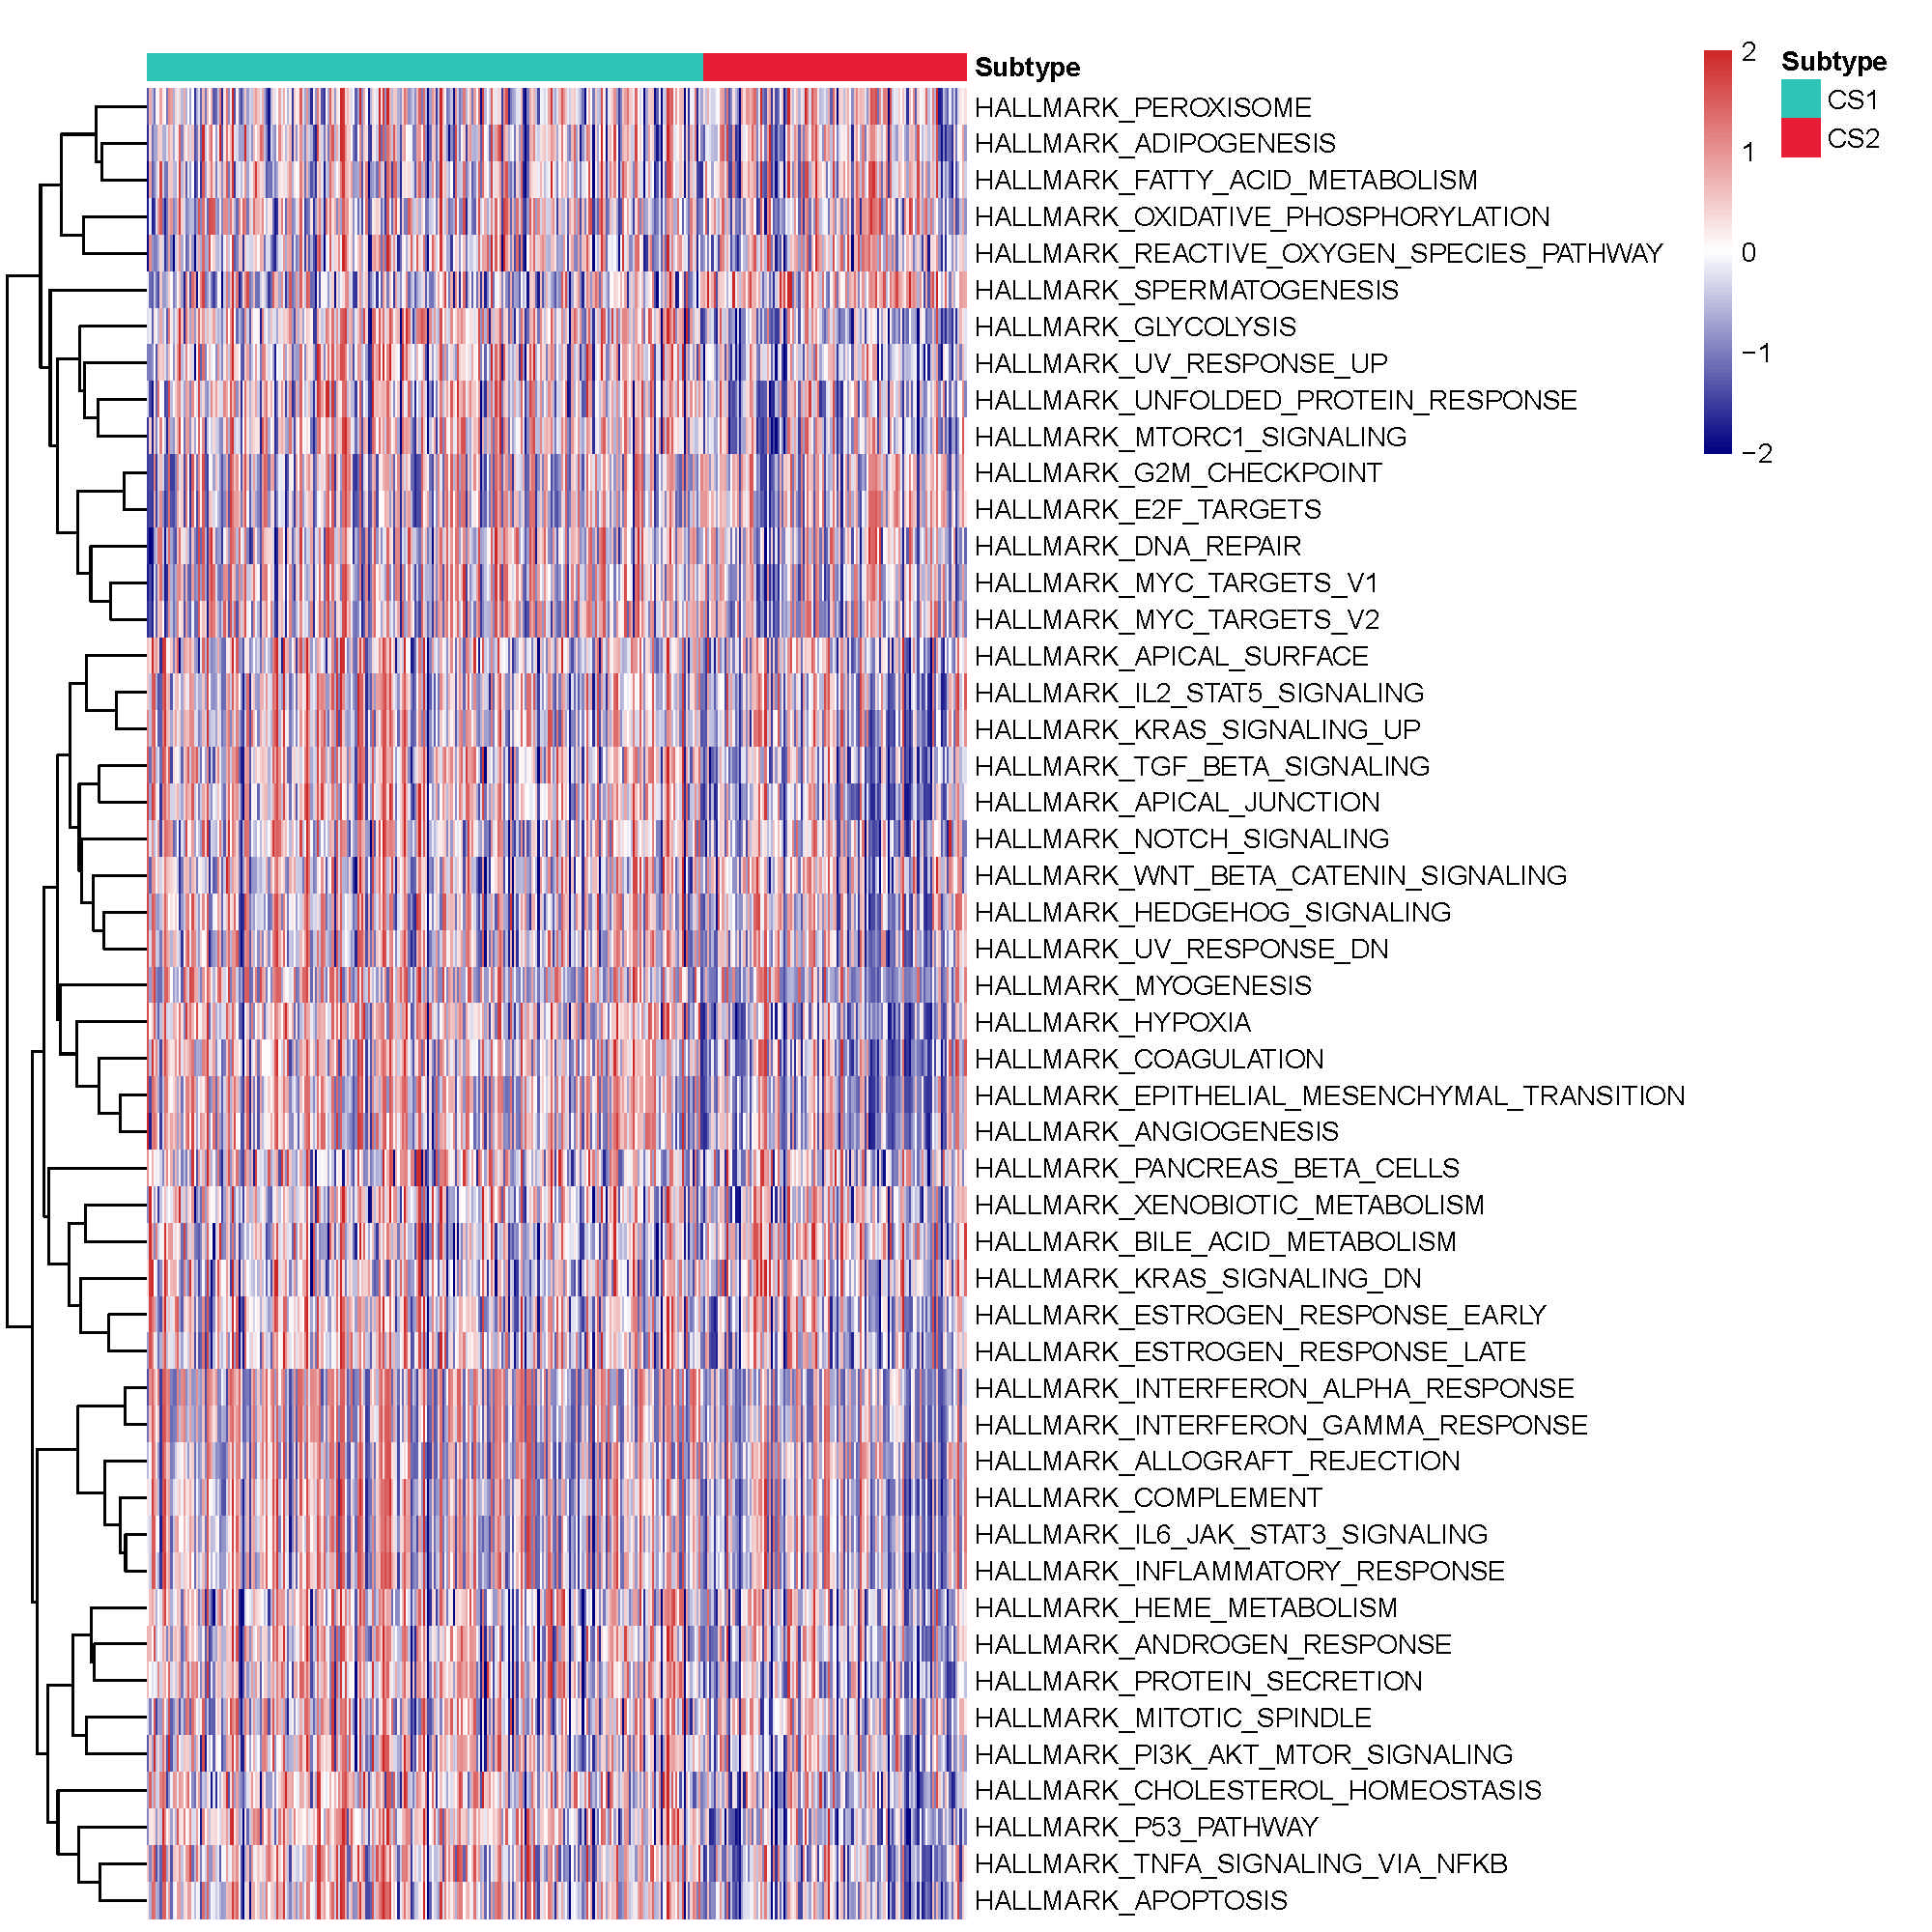 Subtype
HALLMARK_PEROXISOME
HALLMARK_ADIPOGENESIS
HALLMARK_FATTY_ACID_METABOLISM
HALLMARK_OXIDATIVE_PHOSPHORYLATION
HALLMARK_REACTIVE_OXYGEN_SPECIES_PATHWAY
HALLMARK_SPERMATOGENESIS
HALLMARK_GLYCOLYSIS
HALLMARK_UV_RESPONSE_UP
HALLMARK_UNFOLDED_PROTEIN_RESPONSE
HALLMARK_MTORC1_SIGNALING
HALLMARK_G2M_CHECKPOINT
HALLMARK_E2F_TARGETS
HALLMARK_DNA_REPAIR
HALLMARK_MYC_TARGETS_V1
HALLMARK_MYC_TARGETS_V2
HALLMARK_APICAL_SURFACE
HALLMARK_IL2_STAT5_SIGNALING
HALLMARK_KRAS_SIGNALING_UP
HALLMARK_TGF_BETA_SIGNALING
HALLMARK_APICAL_JUNCTION
HALLMARK_NOTCH_SIGNALING
HALLMARK_WNT_BETA_CATENIN_SIGNALING
HALLMARK_HEDGEHOG_SIGNALING
HALLMARK_UV_RESPONSE_DN
HALLMARK_MYOGENESIS
HALLMARK_HYPOXIA
HALLMARK_COAGULATION
HALLMARK_EPITHELIAL_MESENCHYMAL_TRANSITION
HALLMARK_ANGIOGENESIS
HALLMARK_PANCREAS_BETA_CELLS
HALLMARK_XENOBIOTIC_METABOLISM
HALLMARK_BILE_ACID_METABOLISM
HALLMARK_KRAS_SIGNALING_DN
HALLMARK_ESTROGEN_RESPONSE_EARLY
HALLMARK_ESTROGEN_RESPONSE_LATE
HALLMARK_INTERFERON_ALPHA_RESPONSE
HALLMARK_INTERFERON_GAMMA_RESPONSE
HALLMARK_ALLOGRAFT_REJECTION
HALLMARK_COMPLEMENT
HALLMARK_IL6_JAK_STAT3_SIGNALING
HALLMARK_INFLAMMATORY_RESPONSE
HALLMARK_HEME_METABOLISM
HALLMARK_ANDROGEN_RESPONSE
HALLMARK_PROTEIN_SECRETION
HALLMARK_MITOTIC_SPINDLE
HALLMARK_PI3K_AKT_MTOR_SIGNALING
HALLMARK_CHOLESTEROL_HOMEOSTASIS
HALLMARK_P53_PATHWAY
HALLMARK_TNFA_SIGNALING_VIA_NFKB
HALLMARK_APOPTOSIS
2
1
0
−1
−2
Subtype
CS1
CS2